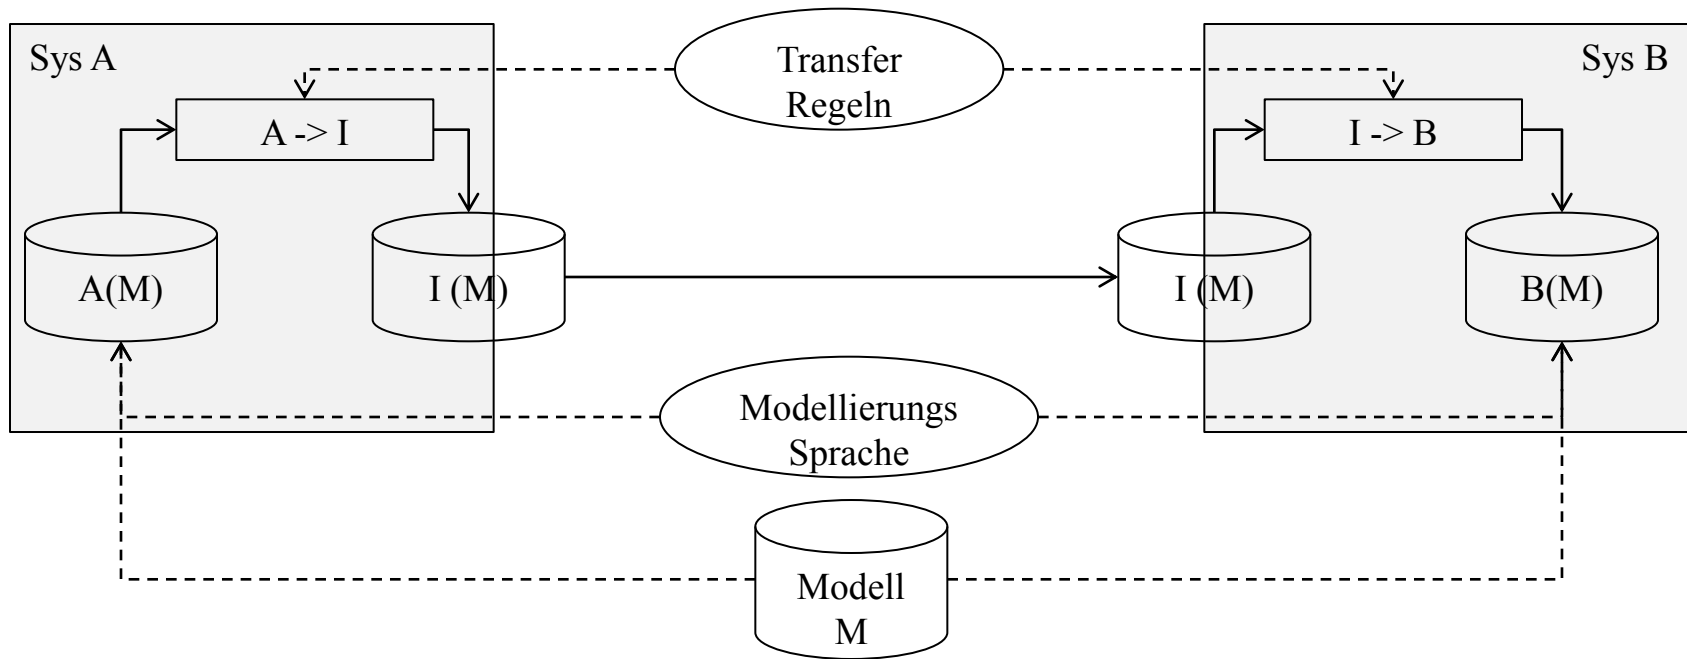 Sys A
Transfer
Regeln
Sys B
A -> I
I -> B
A(M)
I (M)
I (M)
B(M)
Modellierungs
Sprache
Modell
M